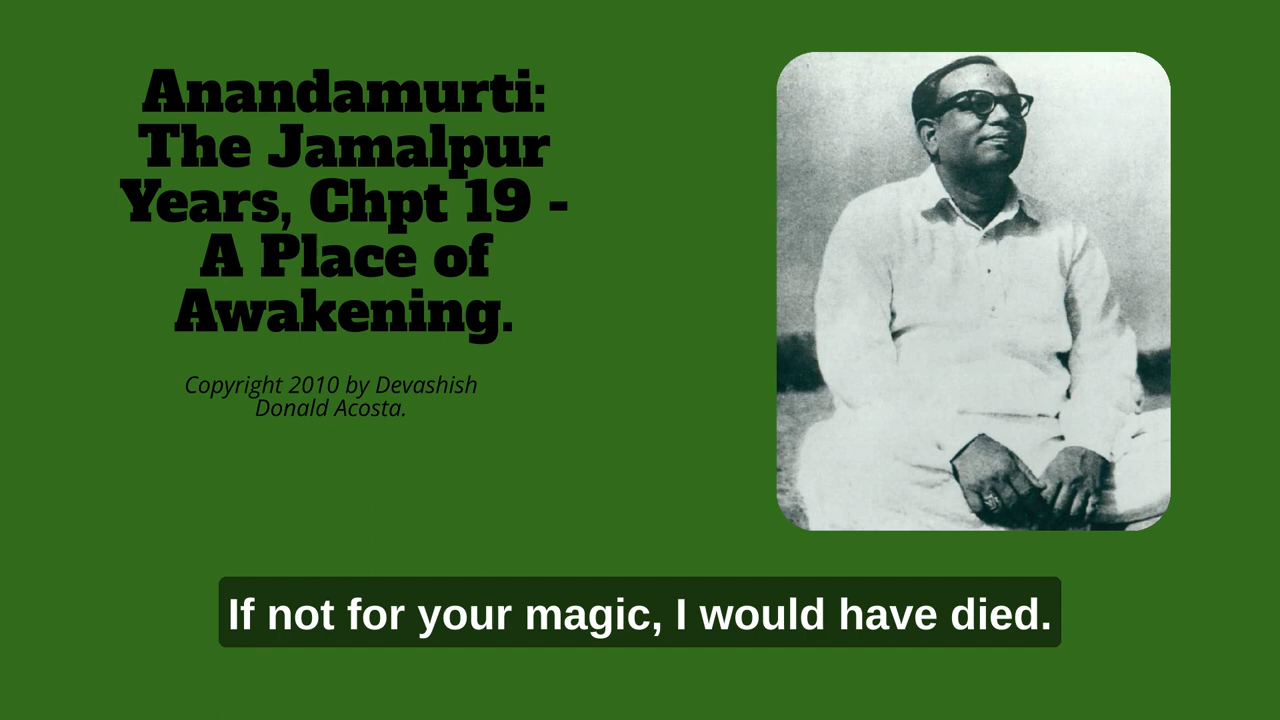 Anandamurti:
The Jamalpur
Years, Chpt 19 -
A Place of
Awakening.
Copyright 2010 by Devashish
Donald Acosta.
If not for your magic, I would have died.